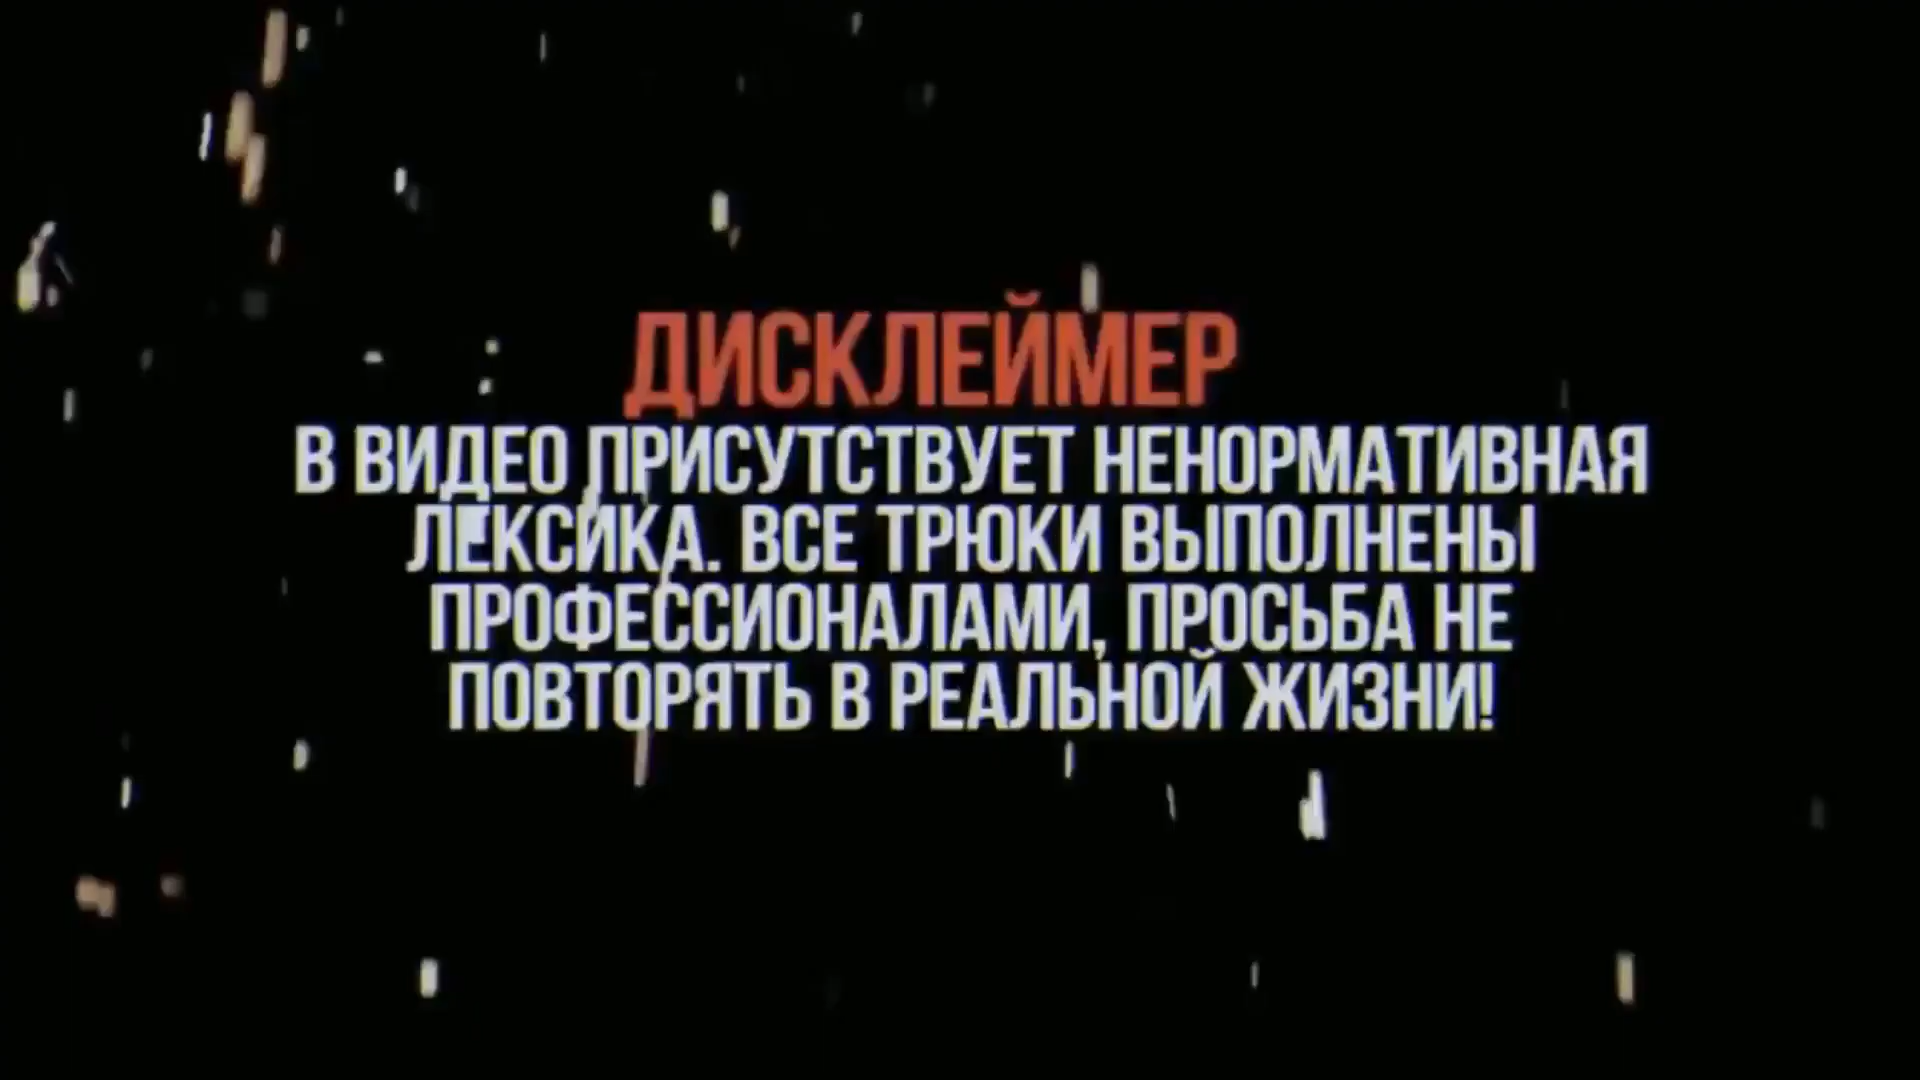 ДИСКЛЕЙМЕР
В ВИДЕО ПРИСУТСТВУЕТ НЕНОРМАТИВНАЯ
ЛЕКСИКА. ВСЕ ТРЮКИ ВЫПОЛНЕНЫ
ПРОФЕССИОНАЛАМИ, ПРОСЬБА НЕ
ПОВТОРЯТЬ В РЕАЛЬНОЙ ЖИЗНИ!